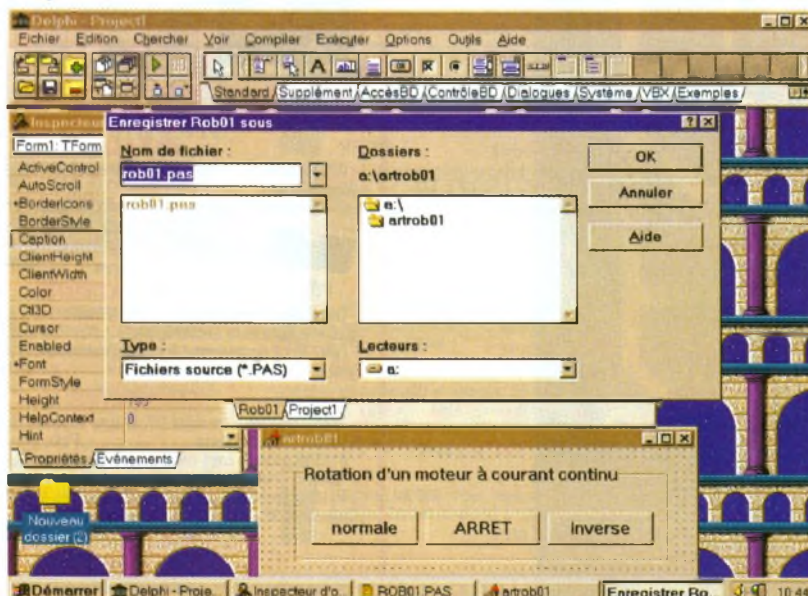 Delphi - Project1
Fichier Edition Chercher Voir Compiler Exécuter Options Outils Aide
Standard Supplément AccèsBD ContrôleBD Dialogues Système VBX Exemples
Inspecteur
Form1: TForm
ActiveControl
AutoScroll
+BorderIcons
BorderStyle
Caption
ClientHeight
ClientWidth
Color
Ctl3D
Cursor
Enabled
+Font
FormStyle
Height
HelpContext 0
Hint
Propriétés Evénements
Enregistrer Rob01 sous
Nom de fichier :
rob01.pas
rob01.pas
Type :
Fichiers source (*.PAS)
Dossiers :
a:\artrob01
a:\
artrob01
Lecteurs :
a:
OK
Annuler
Aide
Rob01 Project1
artrob01
Rotation d'un moteur à courant continu
normale ARRET inverse
Nouveau
dossier (2)
Démarrer Delphi - Proje... Inspecteur d'o... ROB01.PAS artrob01 Enregistrer Ro...